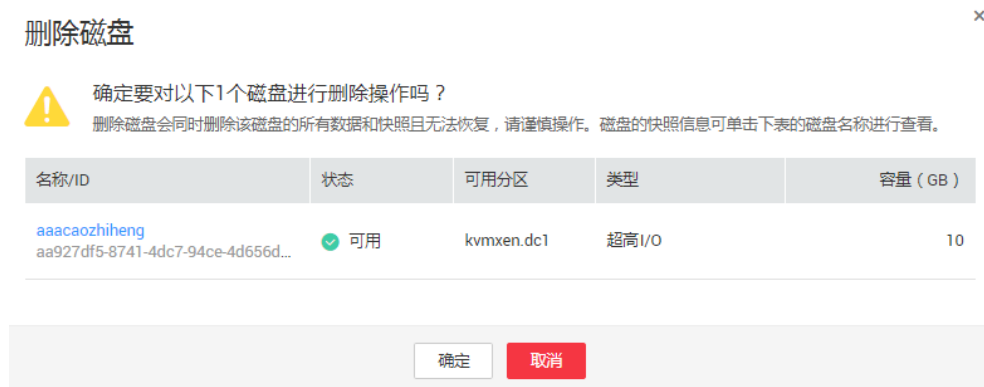 删除磁盘
确定要对以下1个磁盘进行删除操作吗？
删除磁盘会同时删除该磁盘的所有数据和快照且无法恢复，请谨慎操作。磁盘的快照信息可单击下表的磁盘名称进行查看。
名称/ID 状态 可用分区 类型 容量（GB）
aaacaozhiheng
aa927df5-8741-4dc7-94ce-4d656d...
可用 kvmxen.dc1 超高I/O 10
确定 取消